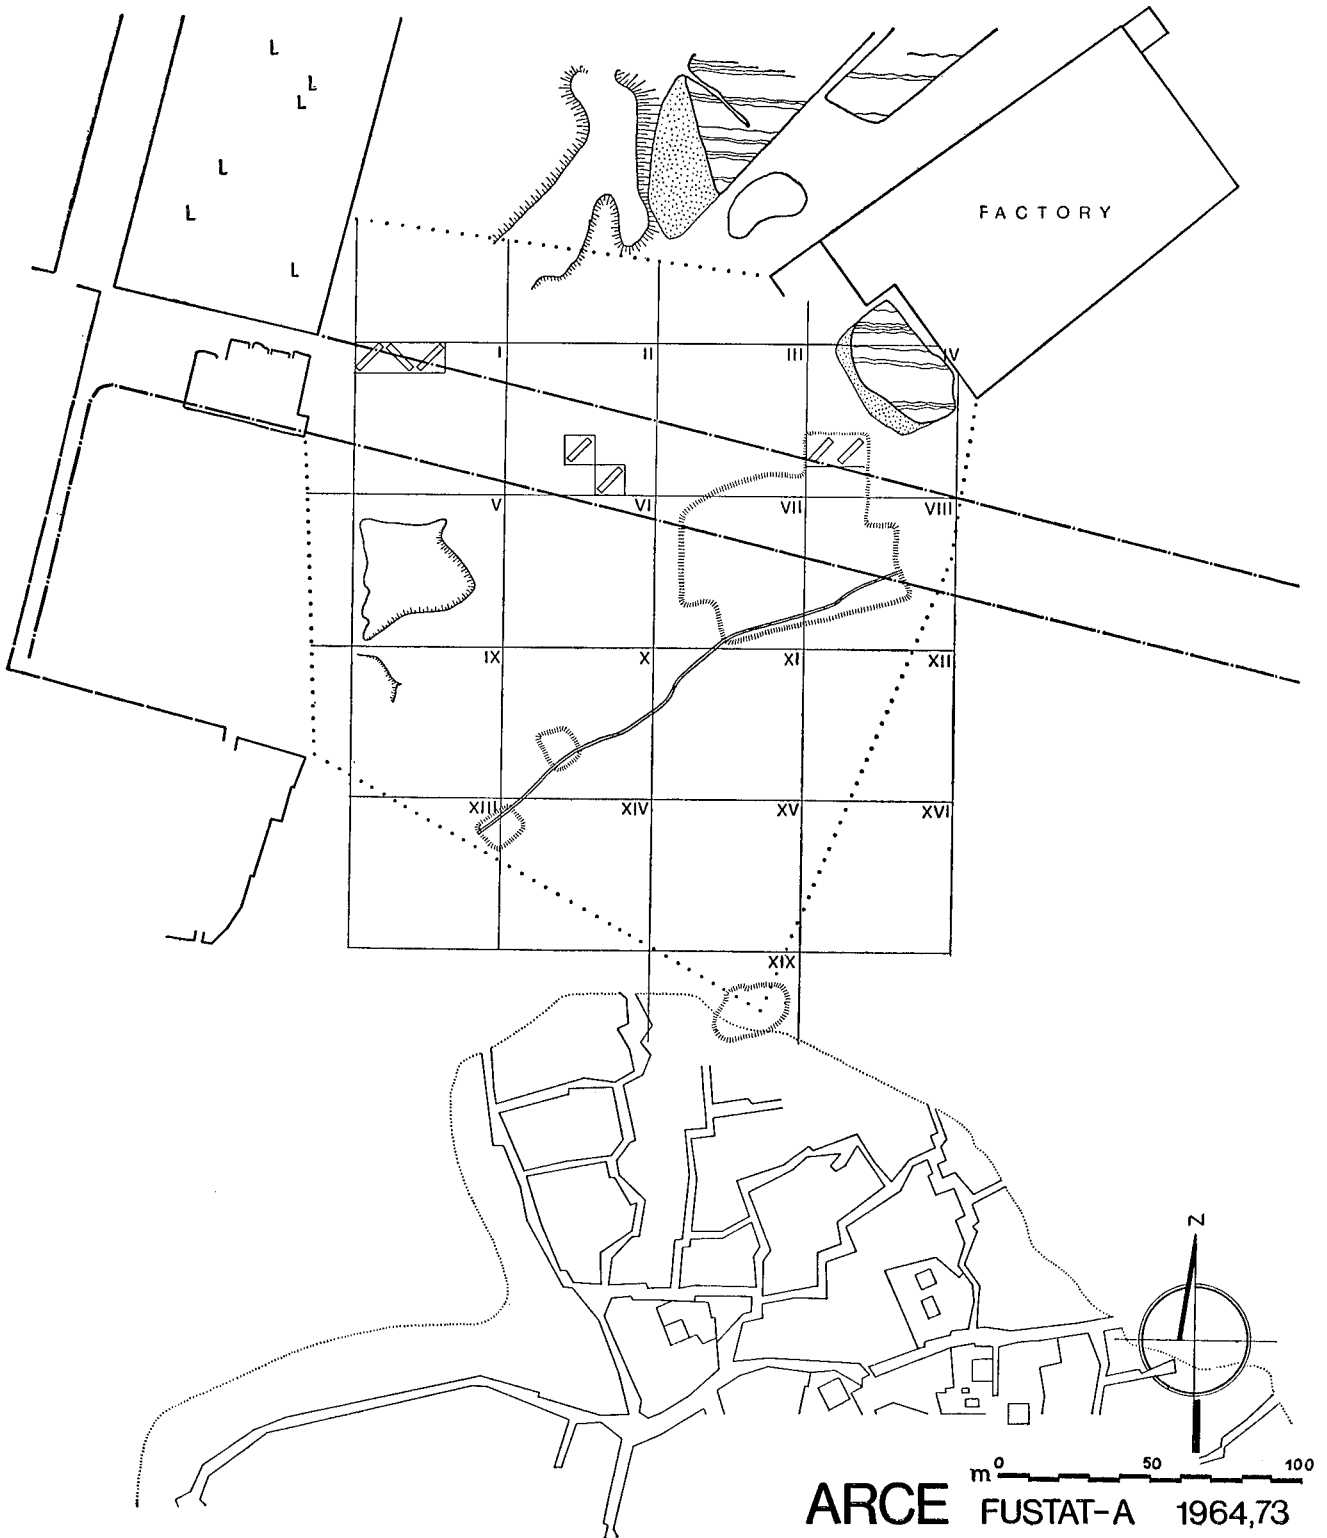 L
L
L
L
L
L
FACTORY
I II III IV
V VI VII VIII
IX X XI XII
XIII XIV XV XVI
XIX
N
m 0 50 100
ARCE FUSTAT-A 1964,73